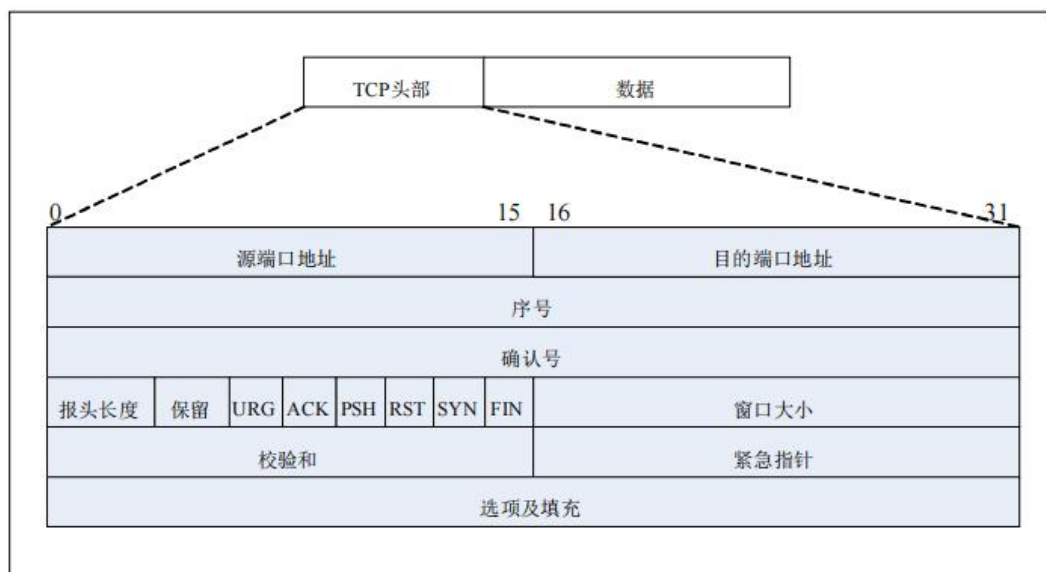 TCP头部 数据
0 15 16 31
源端口地址 目的端口地址
序号
确认号
报头长度 保留 URG ACK PSH RST SYN FIN 窗口大小
校验和 紧急指针
选项及填充